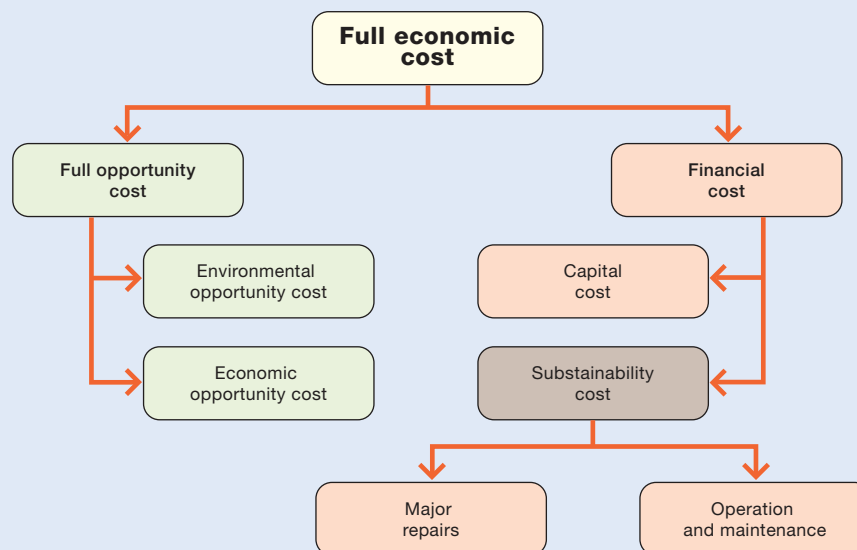 Full economic
cost
Full opportunity
cost
Financial
cost
Environmental
opportunity cost
Capital
cost
Economic
opportunity cost
Substainability
cost
Major
repairs
Operation
and maintenance